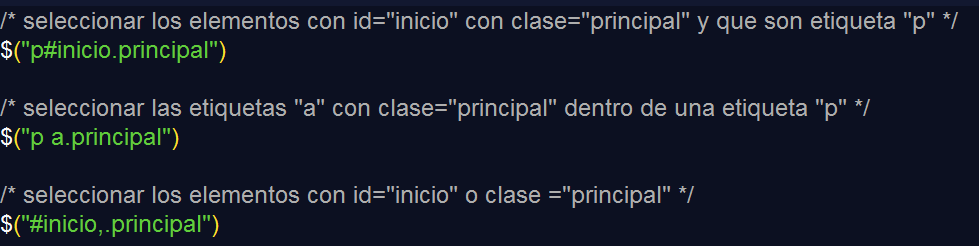 /* seleccionar los elementos con id="inicio" con clase="principal" y que son etiqueta "p" */
$("p#inicio.principal")
/* seleccionar las etiquetas "a" con clase="principal" dentro de una etiqueta "p" */
$("p a.principal")
/* seleccionar los elementos con id="inicio" o clase ="principal" */
$("#inicio,.principal")